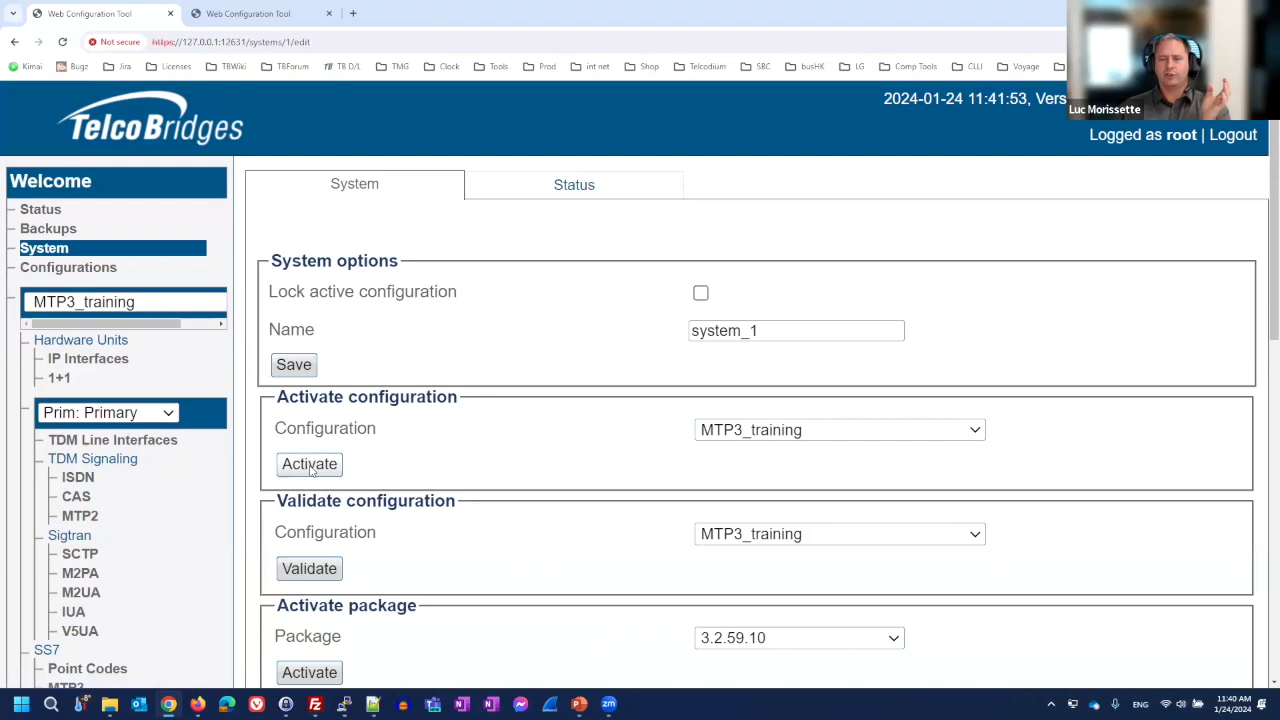 Web Configuration Tool
Web Configuration Tool
Not secure
https://127.0.0.1:12631/systems/1/edit
Kimai
Bugz
Jira
Licenses
TBWiki
TBForum
TB D/L
TMG
Clock
Tools
Prod
int net
Shop
Telcodium
SBC
busHK
LG
Comp Tools
CLLI
Voyage
Luc Morissette
TelcoBridges
2024-01-24 11:41:53, Vers
Logged as root | Logout
Welcome
Status
Backups
System
Configurations
MTP3_training
Hardware Units
IP Interfaces
1+1
Prim: Primary
TDM Line Interfaces
TDM Signaling
ISDN
CAS
MTP2
Sigtran
SCTP
M2PA
M2UA
IUA
V5UA
SS7
Point Codes
MTP3
System
Status
System options
Lock active configuration
Name
system_1
Save
Activate configuration
Configuration
MTP3_training
Activate
Validate configuration
Configuration
MTP3_training
Validate
Activate package
Package
3.2.59.10
Activate
ENG
11:40 AM
1/24/2024